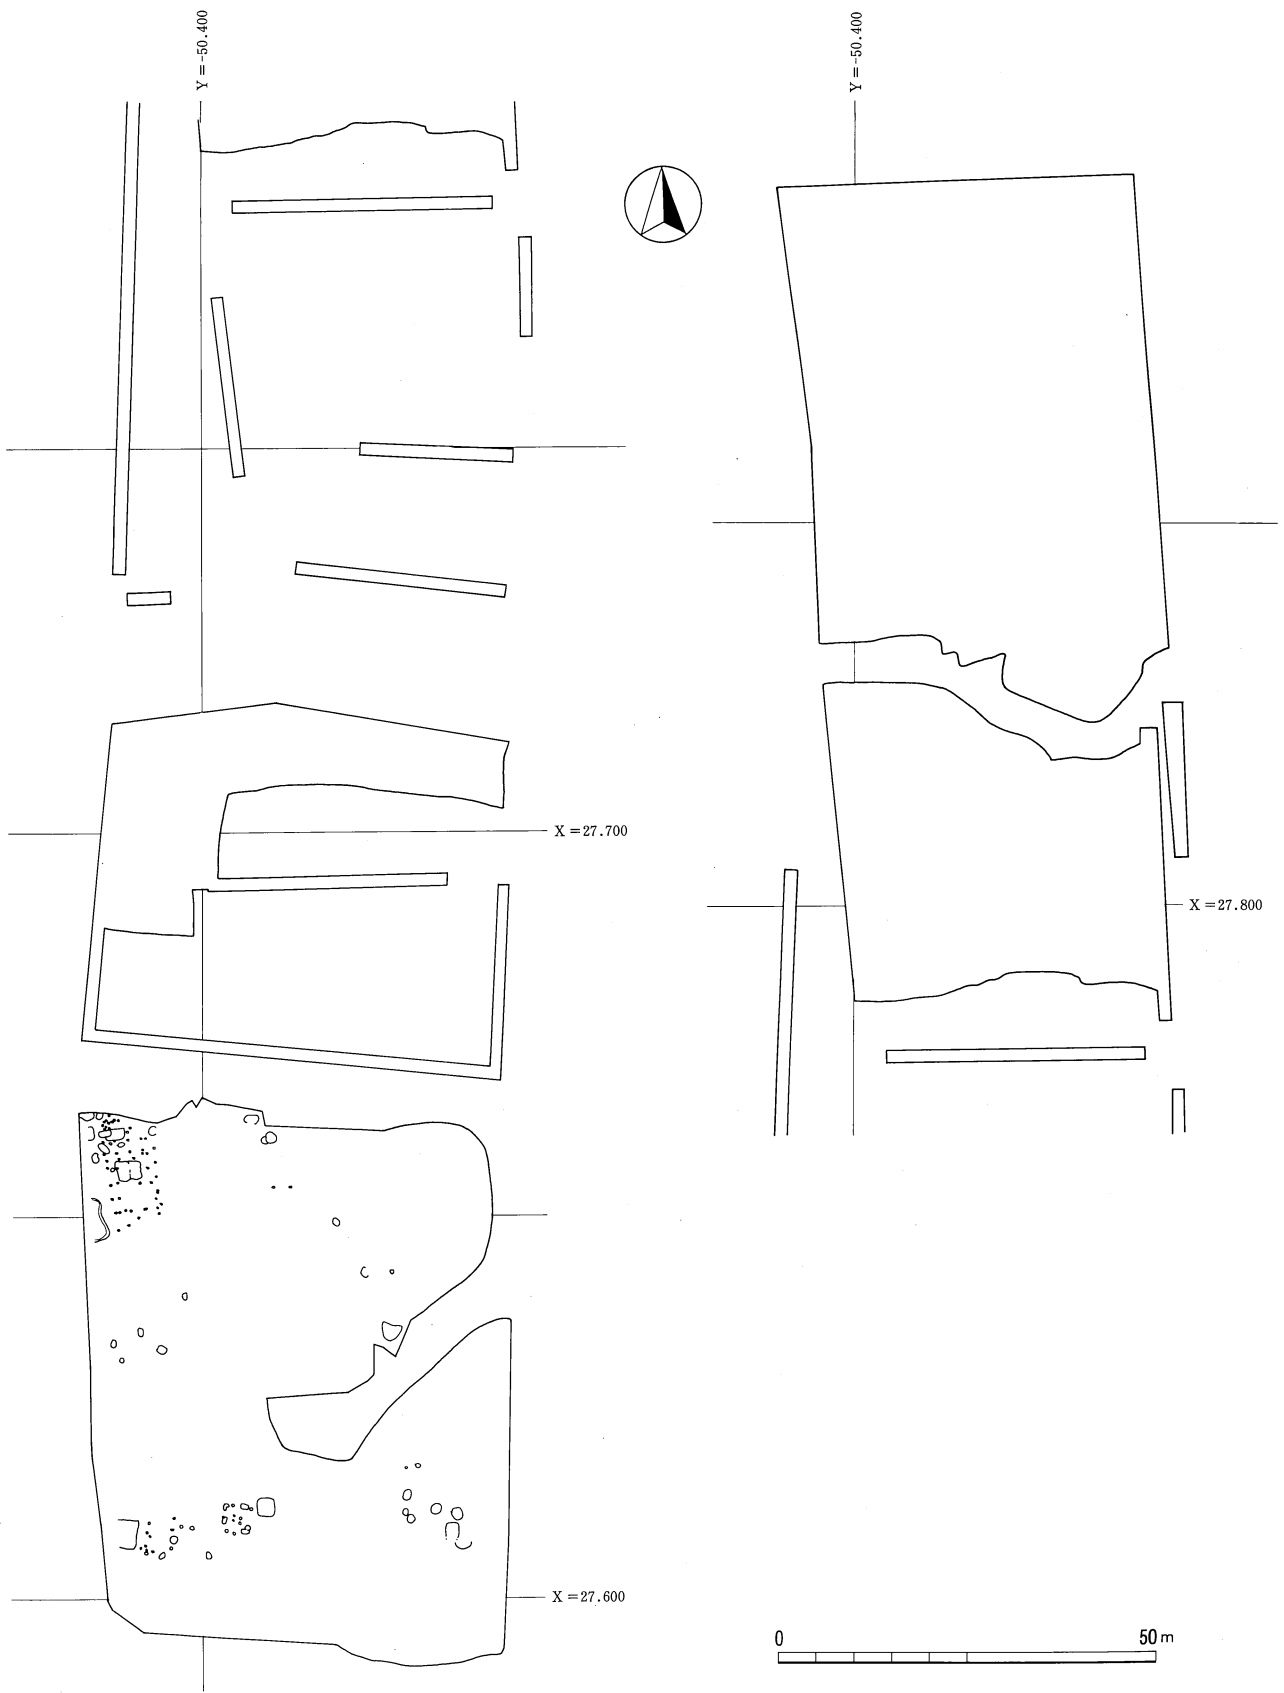 Y = -50.400
Y = -50.400
X = 27.700
X = 27.800
X = 27.600
0 50m